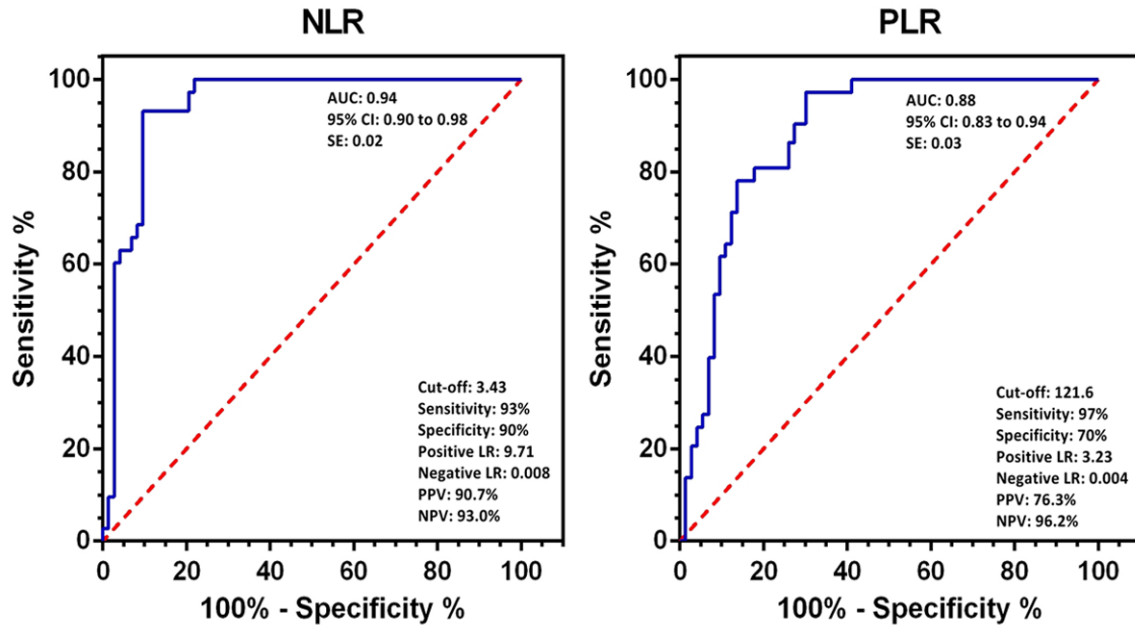 NLR
PLR
Sensitivity %
100
80
60
40
20
0
AUC: 0.94
95% CI: 0.90 to 0.98
SE: 0.02
Cut-off: 3.43
Sensitivity: 93%
Specificity: 90%
Positive LR: 9.71
Negative LR: 0.008
PPV: 90.7%
NPV: 93.0%
0 20 40 60 80 100
100% - Specificity %
Sensitivity %
100
80
60
40
20
0
AUC: 0.88
95% CI: 0.83 to 0.94
SE: 0.03
Cut-off: 121.6
Sensitivity: 97%
Specificity: 70%
Positive LR: 3.23
Negative LR: 0.004
PPV: 76.3%
NPV: 96.2%
0 20 40 60 80 100
100% - Specificity %